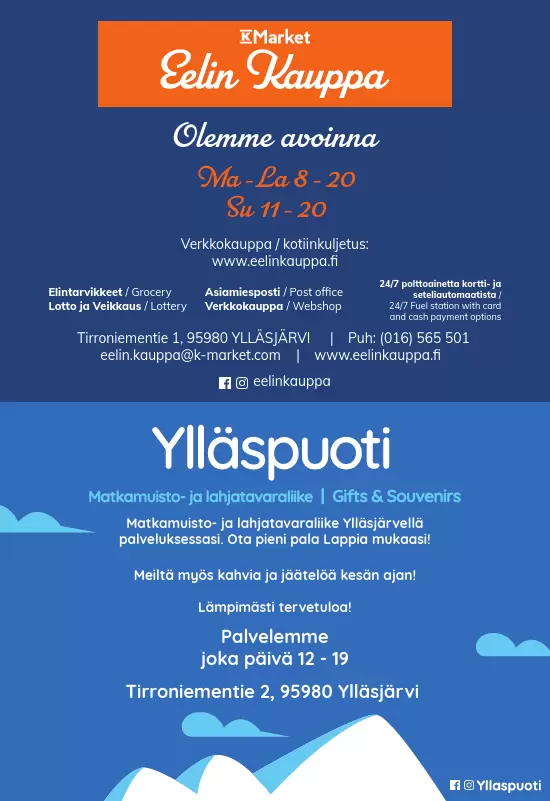 KMarket
Eelin Kauppa
Olemme avoinna
Ma - La 8 - 20
Su 11 - 20
Verkkokauppa / kotiinkuljetus:
www.eelinkauppa.fi
Elintarvikkeet / Grocery
Lotto ja Veikkaus / Lottery
Asiamiesposti / Post office
Verkkokauppa / Webshop
24/7 polttoainetta kortti- ja
seteliautomaatista /
24/7 Fuel station with card
and cash payment options
Tirroniementie 1, 95980 YLLÄSJÄRVI | Puh: (016) 565 501
eelin.kauppa@k-market.com | www.eelinkauppa.fi
eelinkauppa
Ylläspuoti
Matkamuisto- ja lahjatavaraliike | Gifts & Souvenirs
Matkamuisto- ja lahjatavaraliike Ylläsjärvellä
palveluksessasi. Ota pieni pala Lappia mukaasi!
Meiltä myös kahvia ja jäätelöä kesän ajan!
Lämpimästi tervetuloa!
Palvelemme
joka päivä 12 - 19
Tirroniementie 2, 95980 Ylläsjärvi
Yllaspuoti